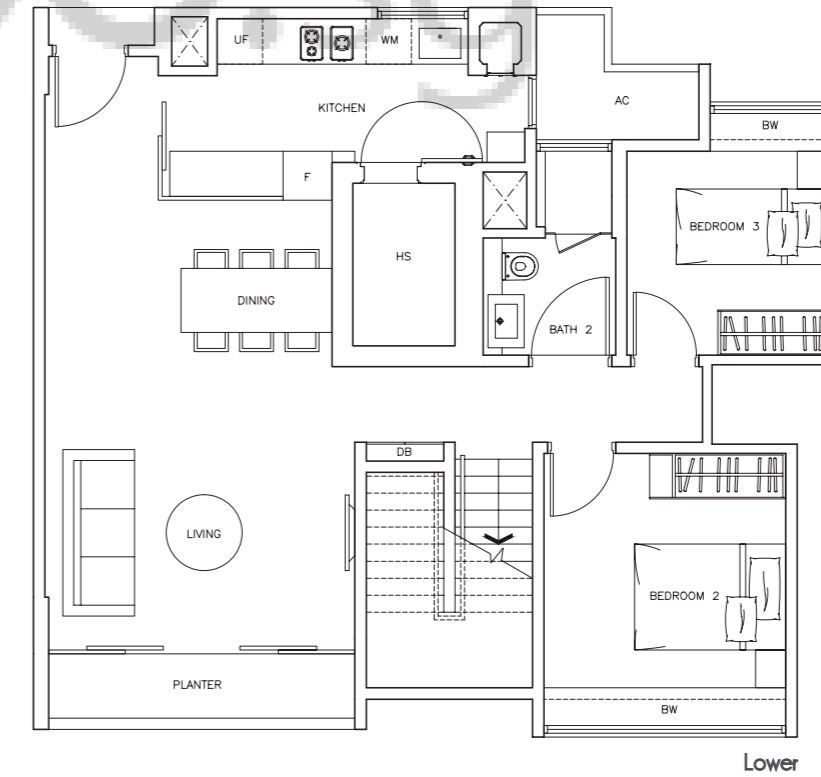 UF
WM
KITCHEN
AC
BW
F
BEDROOM 3
HS
DINING
BATH 2
DB
LIVING
BEDROOM 2
PLANTER
BW
Lower